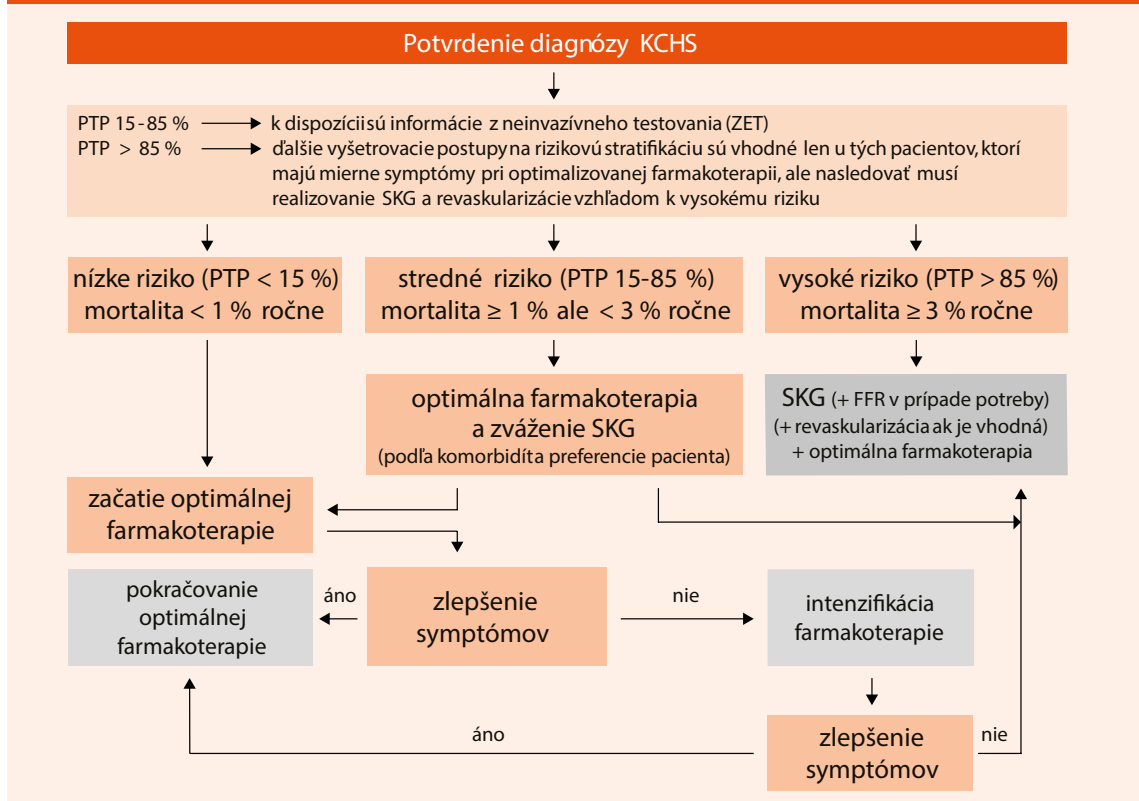 Potvrdenie diagnózy KCHS
PTP 15-85 % k dispozícii sú informácie z neinvazívneho testovania (ZET)
PTP > 85 % ďalšie vyšetrovacie postupy na rizikovú stratifikáciu sú vhodné len u tých pacientov, ktorí
majú mierne symptómy pri optimalizovanej farmakoterapii, ale nasledovať musí
realizovanie SKG a revaskularizácie vzhľadom k vysokému riziku
nízke riziko (PTP < 15 %)
mortalita < 1 % ročne
stredné riziko (PTP 15-85 %)
mortalita ≥ 1 % ale < 3 % ročne
vysoké riziko (PTP > 85 %)
mortalita ≥ 3 % ročne
optimálna farmakoterapia
a zváženie SKG
(podľa komorbidít a preferencie pacienta)
SKG (+ FFR v prípade potreby)
(+ revaskularizácia ak je vhodná)
+ optimálna farmakoterapia
začatie optimálnej
farmakoterapie
pokračovanie
optimálnej
farmakoterapie
áno
zlepšenie
symptómov
nie
intenzifikácia
farmakoterapie
áno
zlepšenie
symptómov
nie